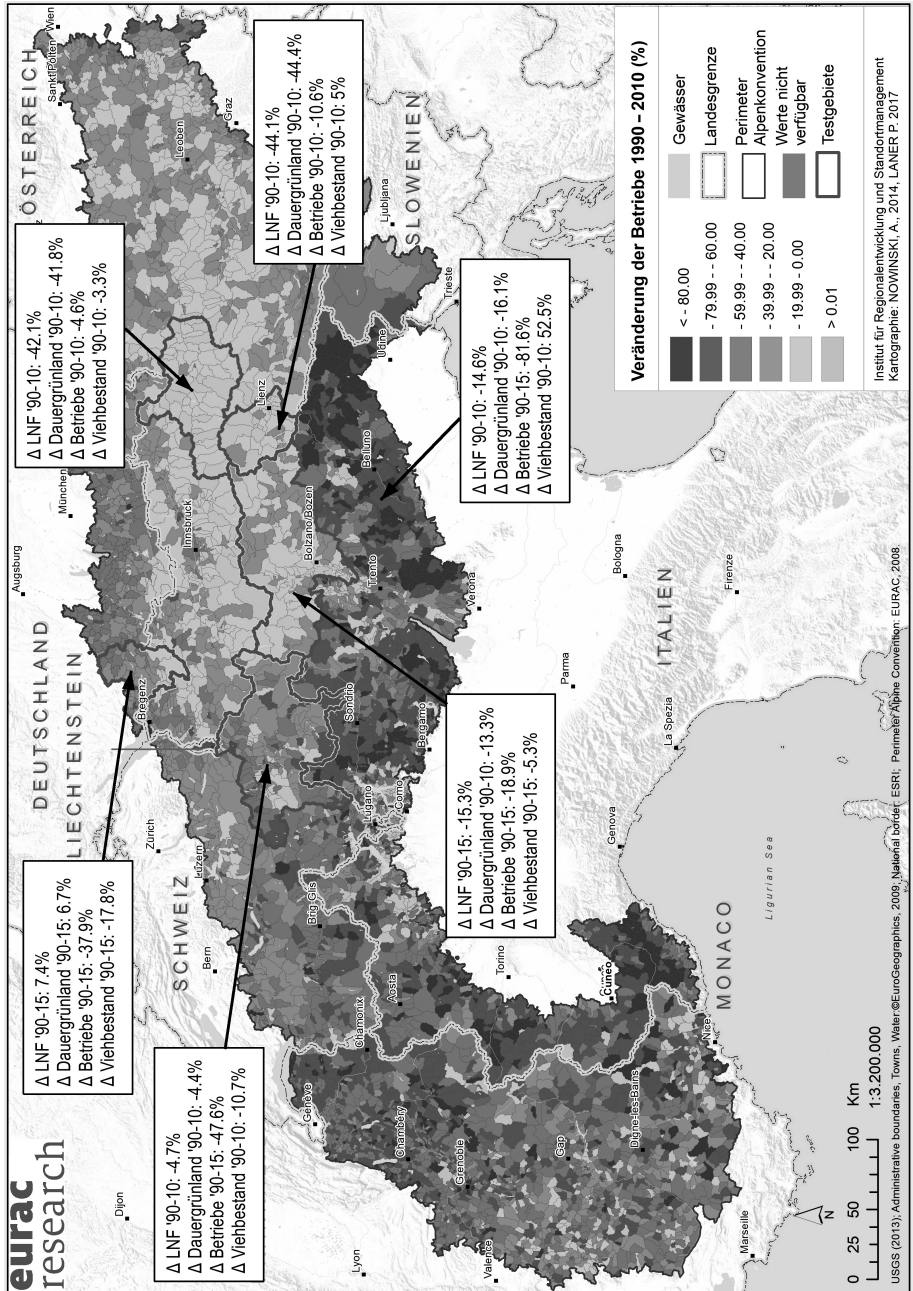 eurac
research
ÖSTERREICH
DEUTSCHLAND
LIECHTENSTEIN
SCHWEIZ
SLOWENIEN
ITALIEN
MONACO
Ligurian Sea
Δ LNF '90-15: 7.4%
Δ Dauergrünland '90-15: 6.7%
Δ Betriebe '90-15: -37.9%
Δ Viehbestand '90-15: -17.8%
Δ LNF '90-10: -42.1%
Δ Dauergrünland '90-10: -41.8%
Δ Betriebe '90-10: -4.6%
Δ Viehbestand '90-10: -3.3%
Δ LNF '90-10: -44.1%
Δ Dauergrünland '90-10: -44.4%
Δ Betriebe '90-10: -10.6%
Δ Viehbestand '90-10: 5%
Δ LNF '90-10: -4.7%
Δ Dauergrünland '90-10: -4.4%
Δ Betriebe '90-15: -47.6%
Δ Viehbestand '90-10: -10.7%
Δ LNF '90-15: -15.3%
Δ Dauergrünland '90-10: -13.3%
Δ Betriebe '90-15: -18.9%
Δ Viehbestand '90-15: -5.3%
Δ LNF '90-10: -14.6%
Δ Dauergrünland '90-10: -16.1%
Δ Betriebe '90-15: -81.6%
Δ Viehbestand '90-10: 52.5%
Dijon
Lyon
Valence
Marseille
Genève
Chambéry
Grenoble
Gap
Digne-les-Bains
Nice
Chamonix
Aosta
Torino
Cuneo
Bern
Brig Glis
Luzern
Zürich
Lugano
Como
Genova
Bregenz
Sondrio
Bergamo
Parma
La Spezia
Augsburg
München
Innsbruck
Bolzano/Bozen
Trento
Verona
Bologna
Firenze
Lienz
Belluno
Udine
Trieste
Ljubljana
Leoben
Graz
Sankt Pölten
Wien
Veränderung der Betriebe 1990 - 2010 (%)
< - 80.00
- 79.99 - - 60.00
- 59.99 - - 40.00
- 39.99 - - 20.00
- 19.99 - 0.00
> 0.01
Gewässer
Landesgrenze
Perimeter
Alpenkonvention
Werte nicht
verfügbar
Testgebiete
Institut für Regionalentwicklung und Standortmanagement
Kartographie: NOWINSKI, A., 2014, LANER P. 2017
0 25 50 100 Km
1:3.200.000
N
USGS (2013); Administrative boundaries, Towns, Water:©EuroGeographics, 2009; National border: ESRI; Perimeter Alpine Convention: EURAC, 2008.